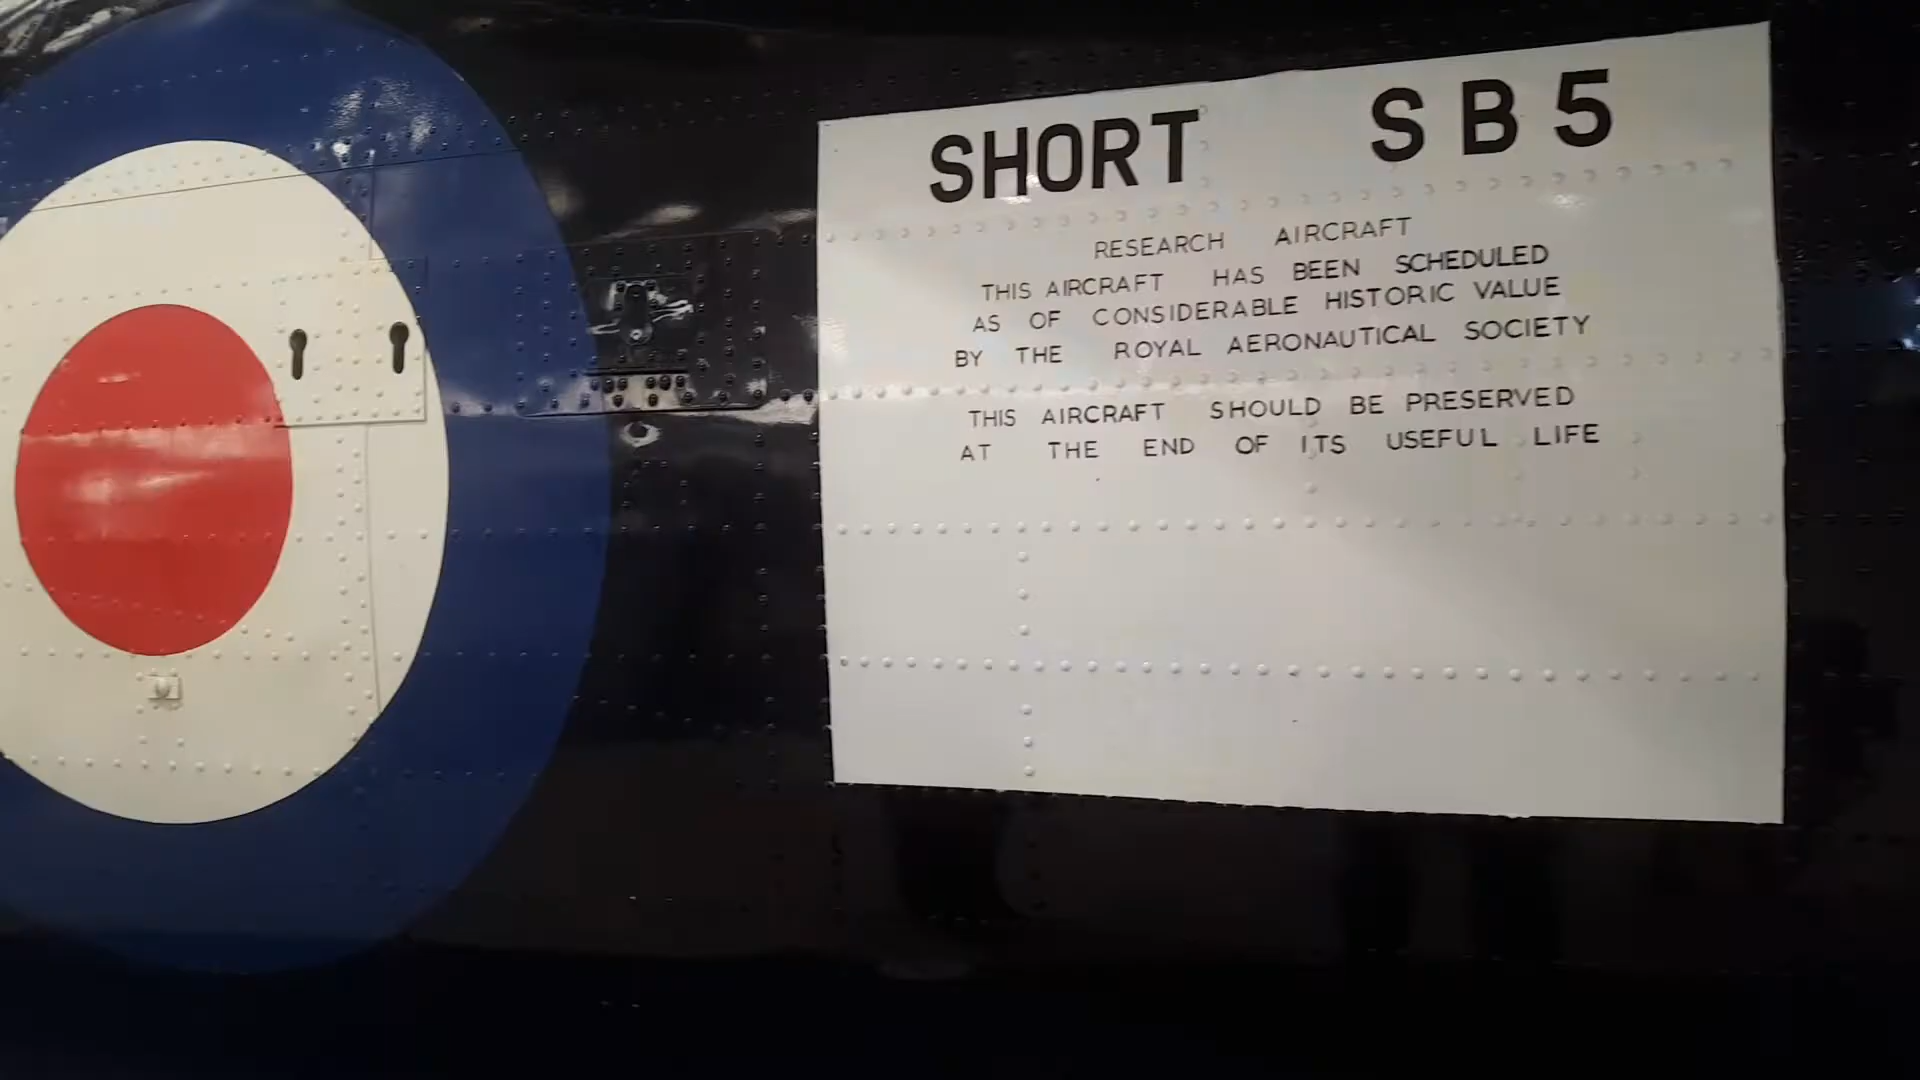 SHORT SB5
RESEARCH AIRCRAFT
THIS AIRCRAFT HAS BEEN SCHEDULED
AS OF CONSIDERABLE HISTORIC VALUE
BY THE ROYAL AERONAUTICAL SOCIETY
THIS AIRCRAFT SHOULD BE PRESERVED
AT THE END OF ITS USEFUL LIFE